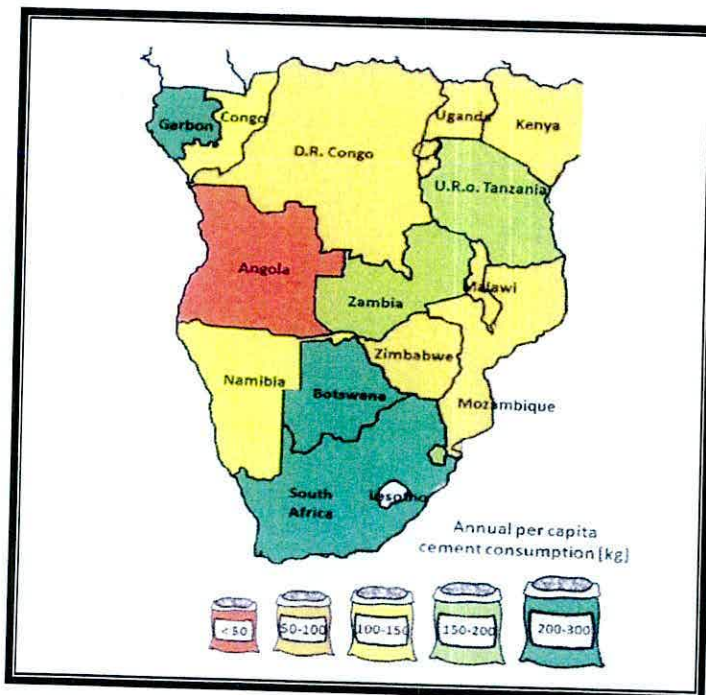 Garbon
Congo
Uganda
Kenya
D.R. Congo
U.R.o. Tanzania
Angola
Malawi
Zambia
Zimbabwe
Namibia
Botswana
Mozambique
South
Africa
Lesotho
Annual per capita
cement consumption [kg]
<50
50-100
100-150
150-200
200-300